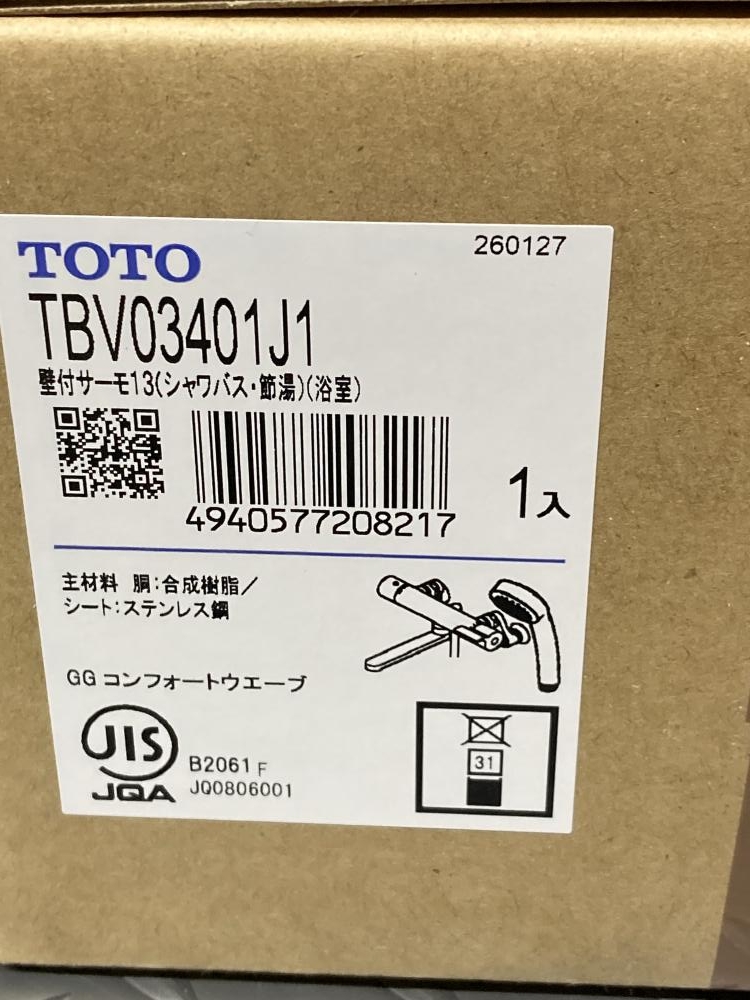 TOTO
260127
TBV03401J1
壁付サーモ13(シャワバス・節湯)(浴室)
4940577208217
1入
主材料 胴:合成樹脂/
シート:ステンレス鋼
GGコンフォートウエーブ
JIS
JQA
B2061 F
JQ0806001
31